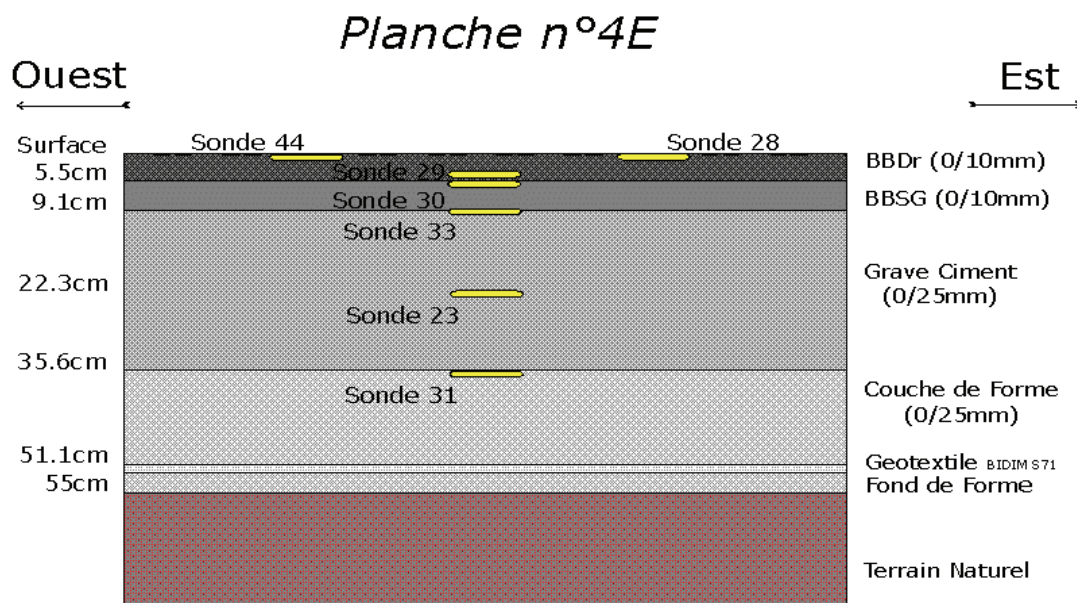 Planche n°4E
Ouest
Est
Surface
Sonde 44
Sonde 28
BBDr (0/10mm)
5.5cm
Sonde 29
9.1cm
Sonde 30
BBSG (0/10mm)
Sonde 33
Grave Ciment
(0/25mm)
22.3cm
Sonde 23
35.6cm
Sonde 31
Couche de Forme
(0/25mm)
51.1cm
Geotextile BIDIM S71
55cm
Fond de Forme
Terrain Naturel